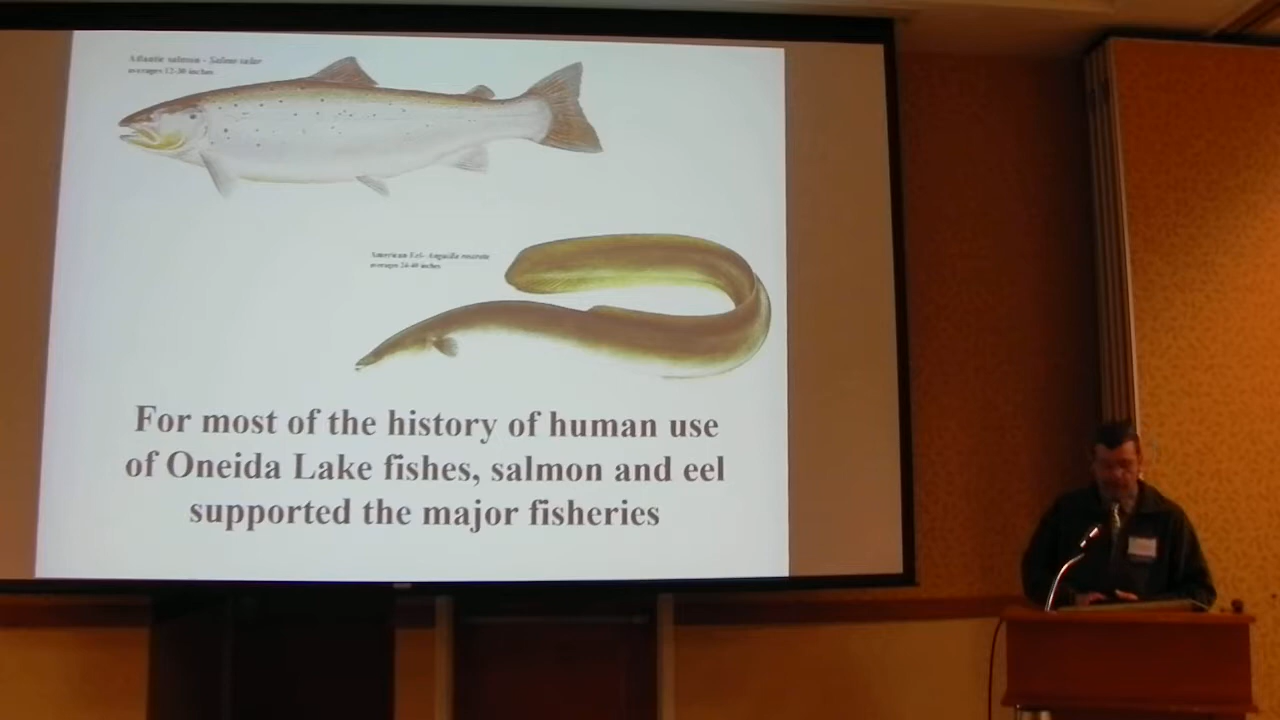 Atlantic salmon - Salmo salar
averages 12-30 inches
American Eel- Anguilla rostrata
averages 24-40 inches
For most of the history of human use
of Oneida Lake fishes, salmon and eel
supported the major fisheries